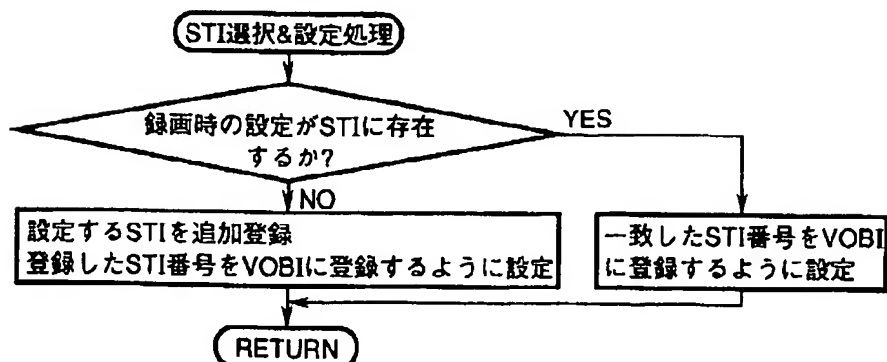 STI選択&設定処理
録画時の設定がSTIに存在
するか?
YES
NO
設定するSTIを追加登録
登録したSTI番号をVOBIに登録するように設定
一致したSTI番号をVOBI
に登録するように設定
RETURN